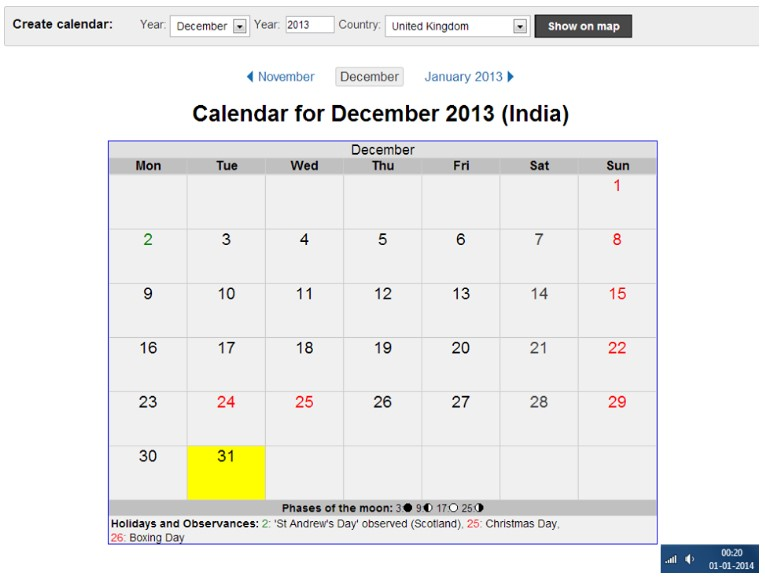 Create calendar: Year: December Year: 2013 Country: United Kingdom Show on map
November December January 2013
Calendar for December 2013 (India)
December
Mon Tue Wed Thu Fri Sat Sun
1
2 3 4 5 6 7 8
9 10 11 12 13 14 15
16 17 18 19 20 21 22
23 24 25 26 27 28 29
30 31
Phases of the moon: 3:● 9:◐ 17:○ 25:◑
Holidays and Observances: 2: 'St Andrew's Day' observed (Scotland), 25: Christmas Day,
26: Boxing Day
00:20
01-01-2014